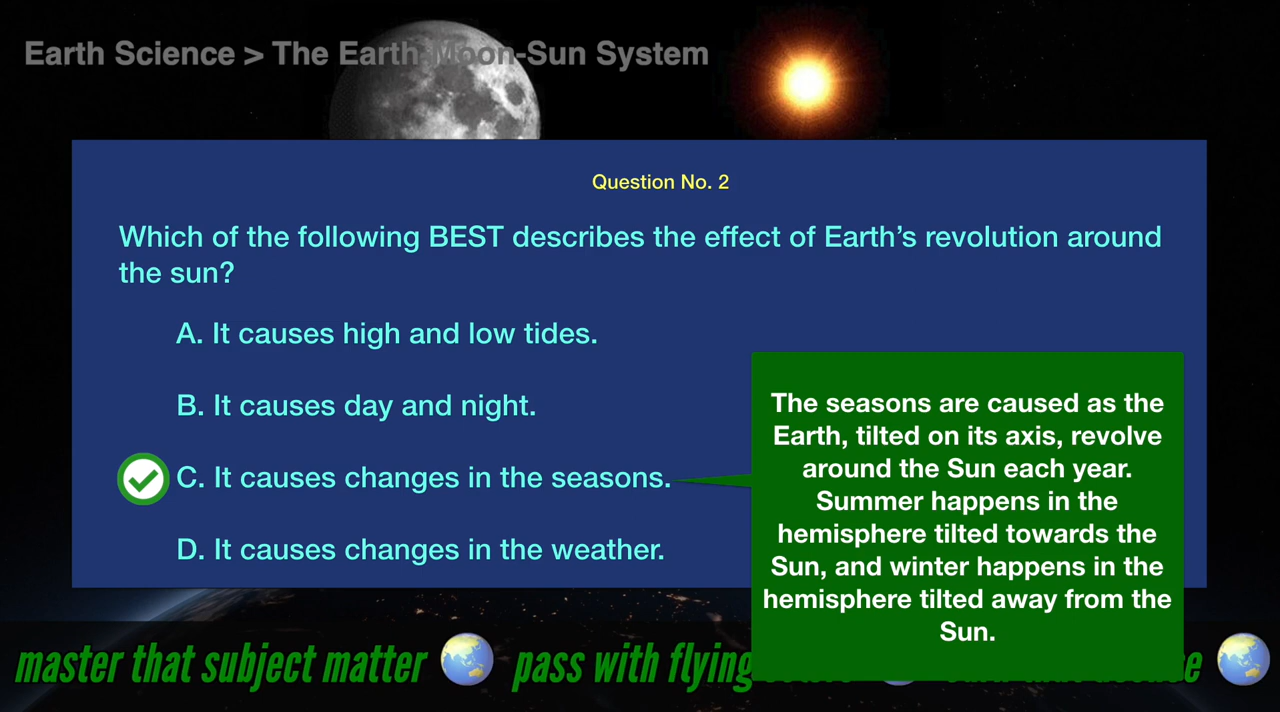 Earth Science > The Earth-Moon-Sun System
Question No. 2
Which of the following BEST describes the effect of Earth’s revolution around
the sun?
A. It causes high and low tides.
B. It causes day and night.
C. It causes changes in the seasons.
D. It causes changes in the weather.
The seasons are caused as the
Earth, tilted on its axis, revolve
around the Sun each year.
Summer happens in the
hemisphere tilted towards the
Sun, and winter happens in the
hemisphere tilted away from the
Sun.
master that subject matter pass with flying